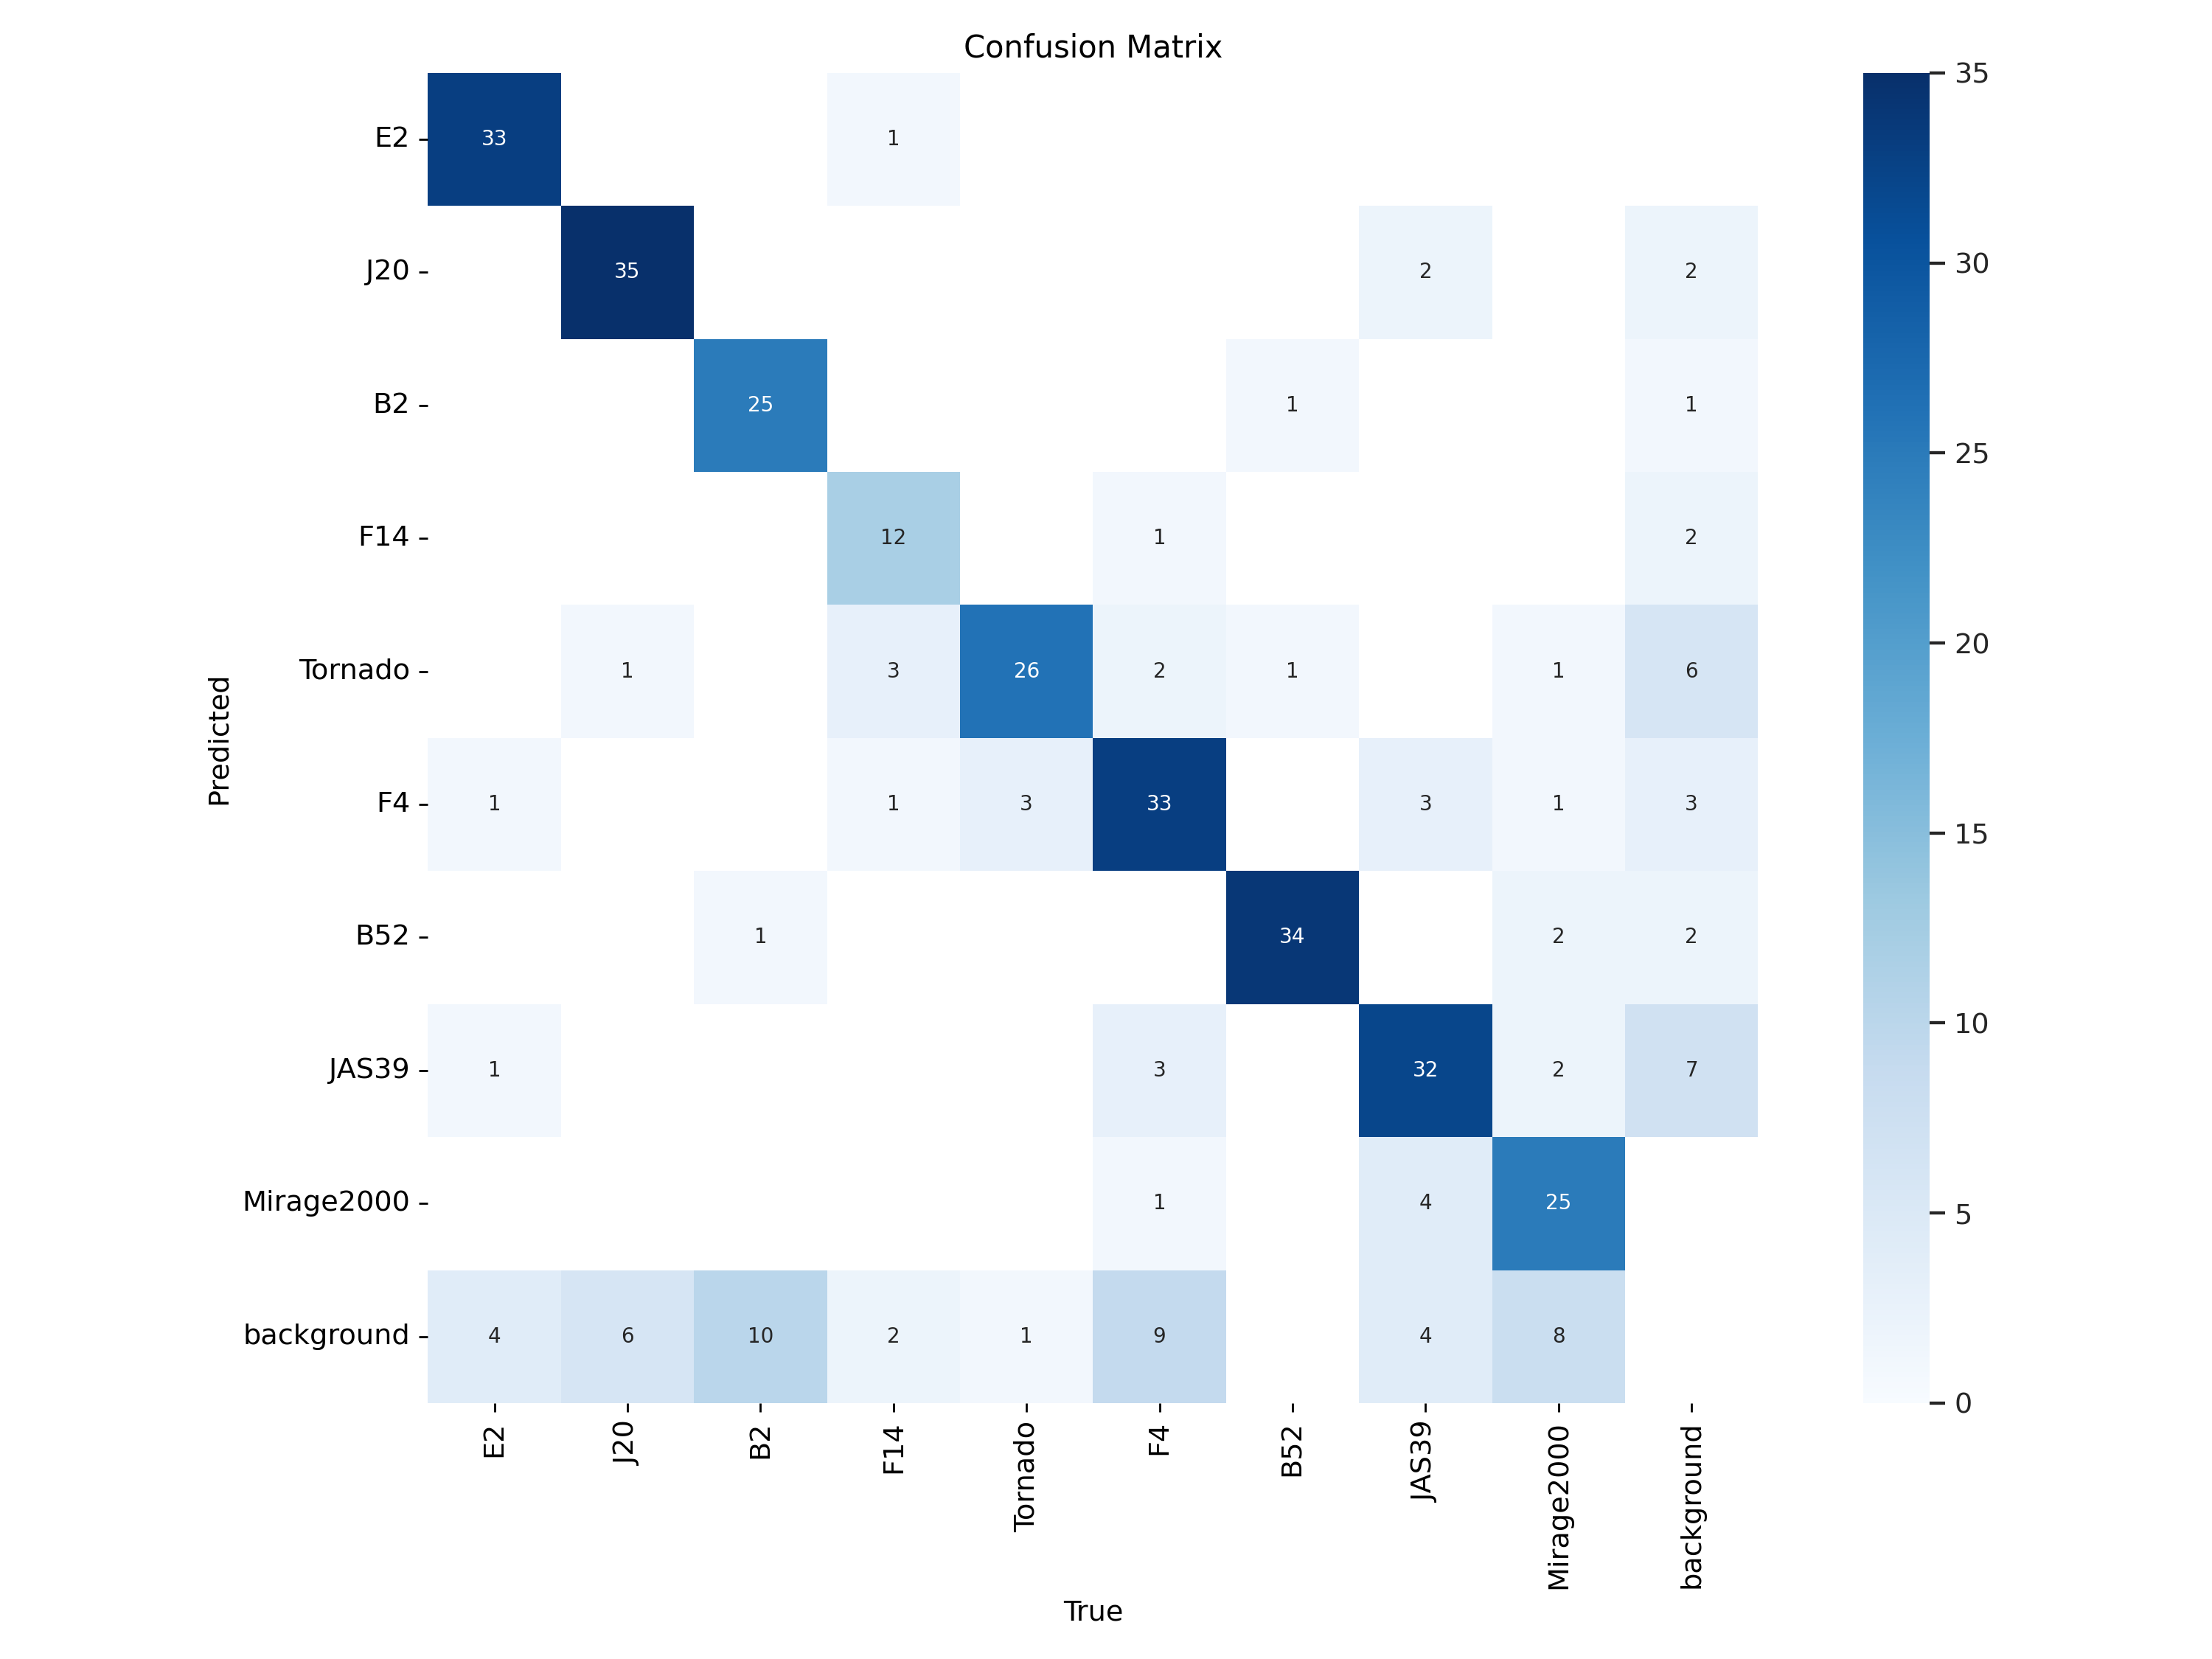 Confusion Matrix
E2 33 1
J20 35 2 2
B2 25 1 1
F14 12 1 2
Tornado 1 3 26 2 1 1 6
F4 1 1 3 33 3 1 3
B52 1 34 2 2
JAS39 1 3 32 2 7
Mirage2000 1 4 25
background 4 6 10 2 1 9 4 8
E2 J20 B2 F14 Tornado F4 B52 JAS39 Mirage2000 background
Predicted
True
35
30
25
20
15
10
5
0